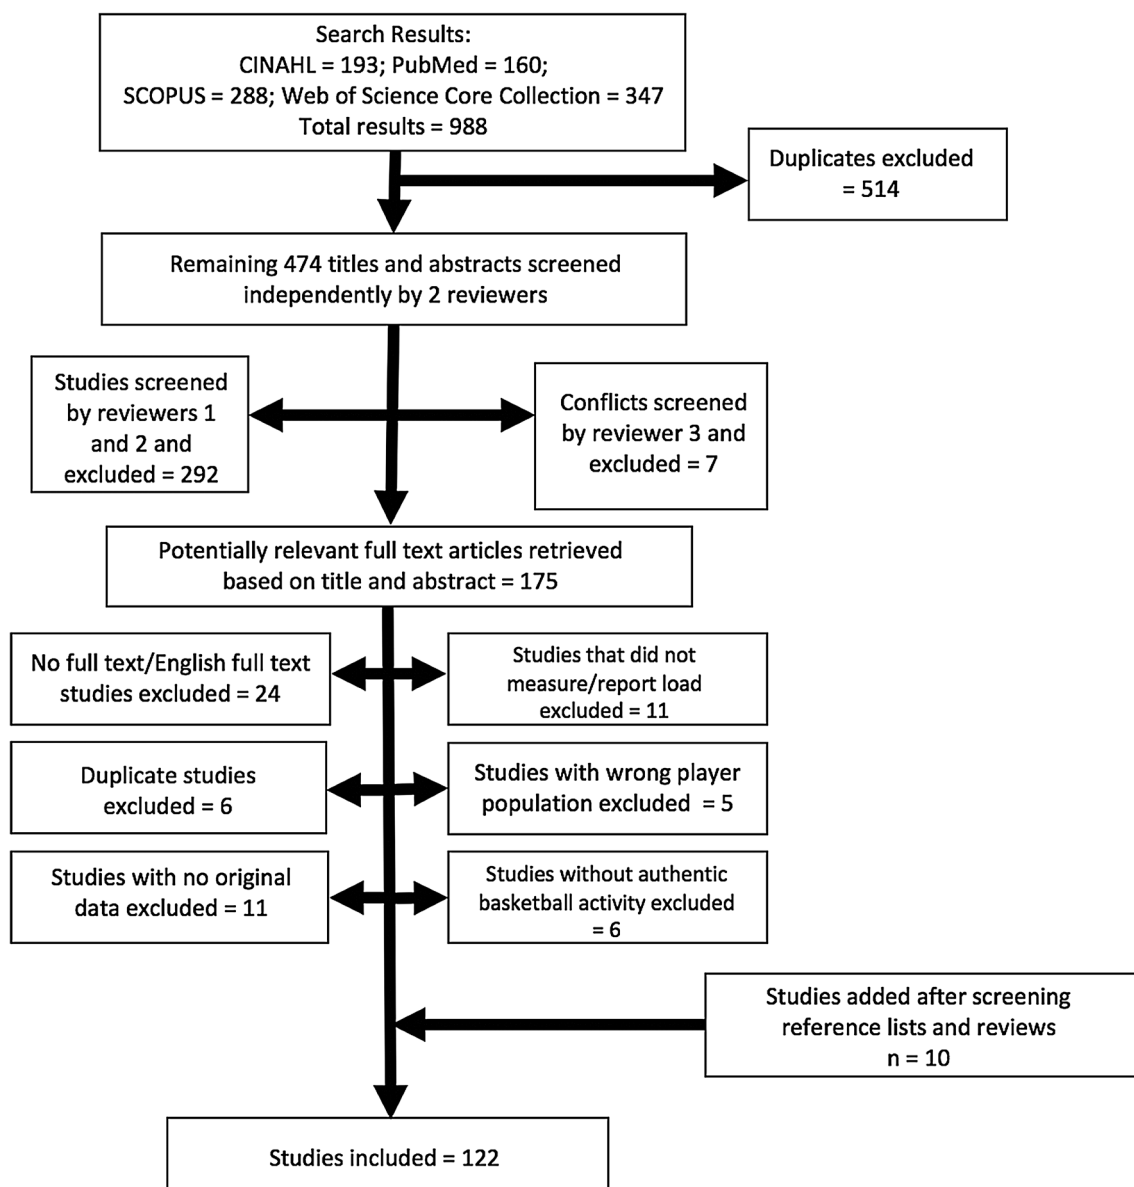 Search Results:
CINAHL = 193; PubMed = 160;
SCOPUS = 288; Web of Science Core Collection = 347
Total results = 988
Duplicates excluded
= 514
Remaining 474 titles and abstracts screened
independently by 2 reviewers
Studies screened
by reviewers 1
and 2 and
excluded = 292
Conflicts screened
by reviewer 3 and
excluded = 7
Potentially relevant full text articles retrieved
based on title and abstract = 175
No full text/English full text
studies excluded = 24
Studies that did not
measure/report load
excluded = 11
Duplicate studies
excluded = 6
Studies with wrong player
population excluded = 5
Studies with no original
data excluded = 11
Studies without authentic
basketball activity excluded
= 6
Studies added after screening
reference lists and reviews
n = 10
Studies included = 122